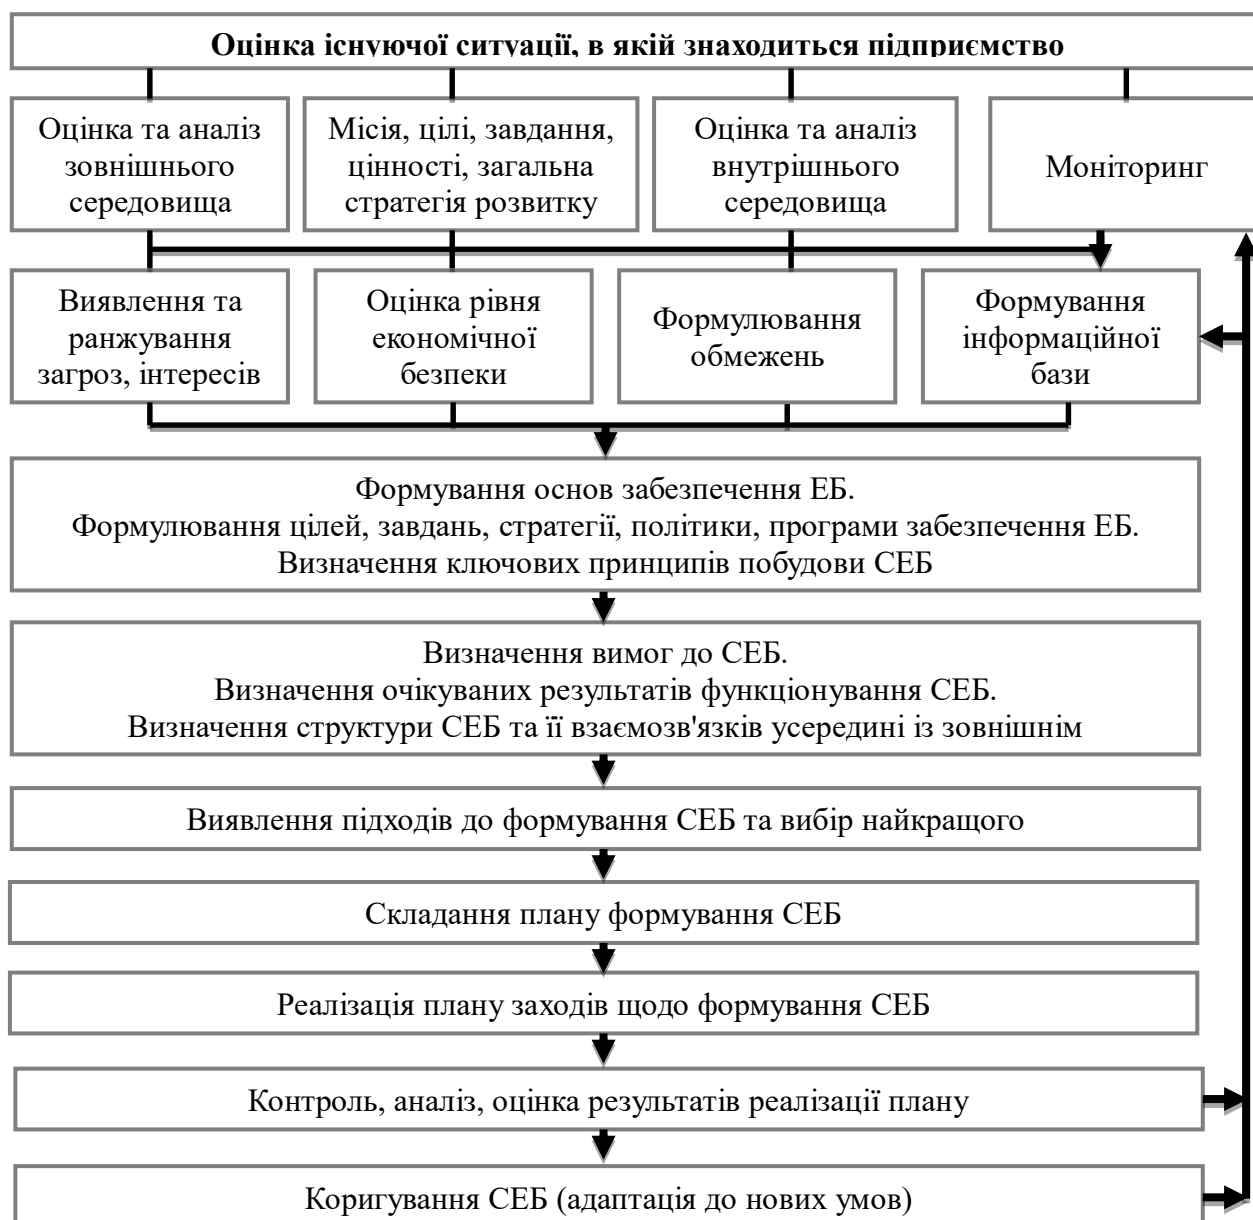 Оцінка існуючої ситуації, в якій знаходиться підприємство
Оцінка та аналіз
зовнішнього
середовища
Місія, цілі, завдання,
цінності, загальна
стратегія розвитку
Оцінка та аналіз
внутрішнього
середовища
Моніторинг
Виявлення та
ранжування
загроз, інтересів
Оцінка рівня
економічної
безпеки
Формулювання
обмежень
Формування
інформаційної
бази
Формування основ забезпечення ЕБ.
Формулювання цілей, завдань, стратегії, політики, програми забезпечення ЕБ.
Визначення ключових принципів побудови СЕБ
Визначення вимог до СЕБ.
Визначення очікуваних результатів функціонування СЕБ.
Визначення структури СЕБ та її взаємозв'язків усередині із зовнішнім
Виявлення підходів до формування СЕБ та вибір найкращого
Складання плану формування СЕБ
Реалізація плану заходів щодо формування СЕБ
Контроль, аналіз, оцінка результатів реалізації плану
Коригування СЕБ (адаптація до нових умов)